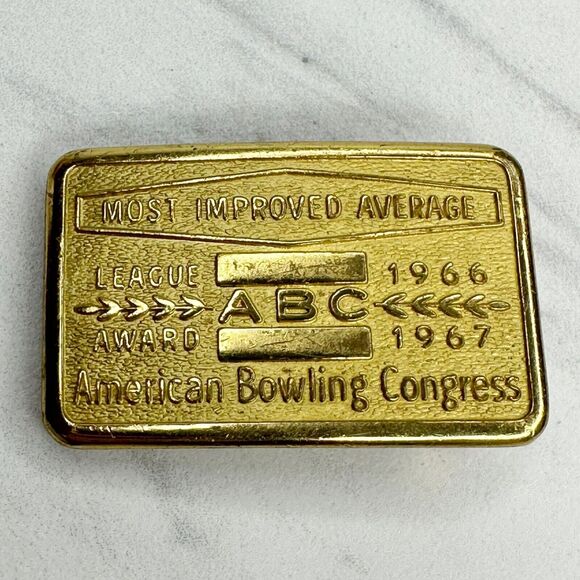 MOST IMPROVED AVERAGE
LEAGUE 1966
ABC
AWARD 1967
American Bowling Congress